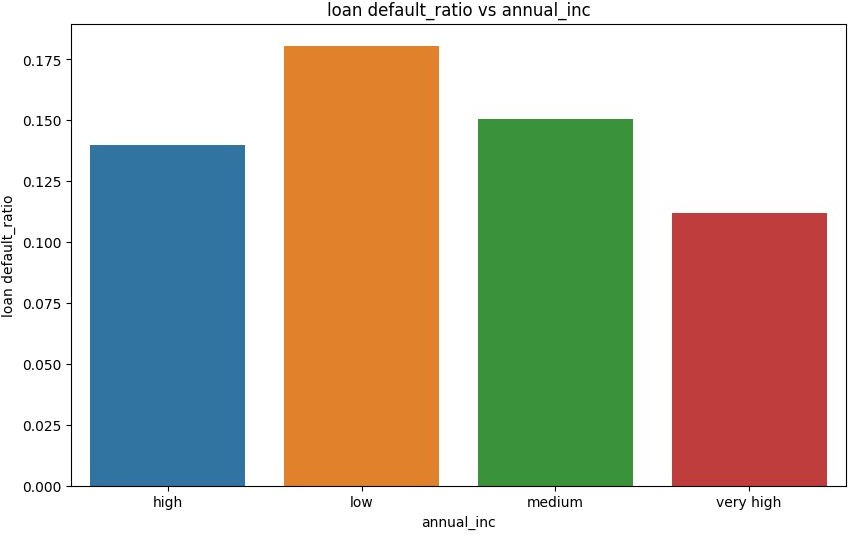 loan default_ratio vs annual_inc
loan default_ratio
0.175
0.150
0.125
0.100
0.075
0.050
0.025
0.000
high low medium very high
annual_inc